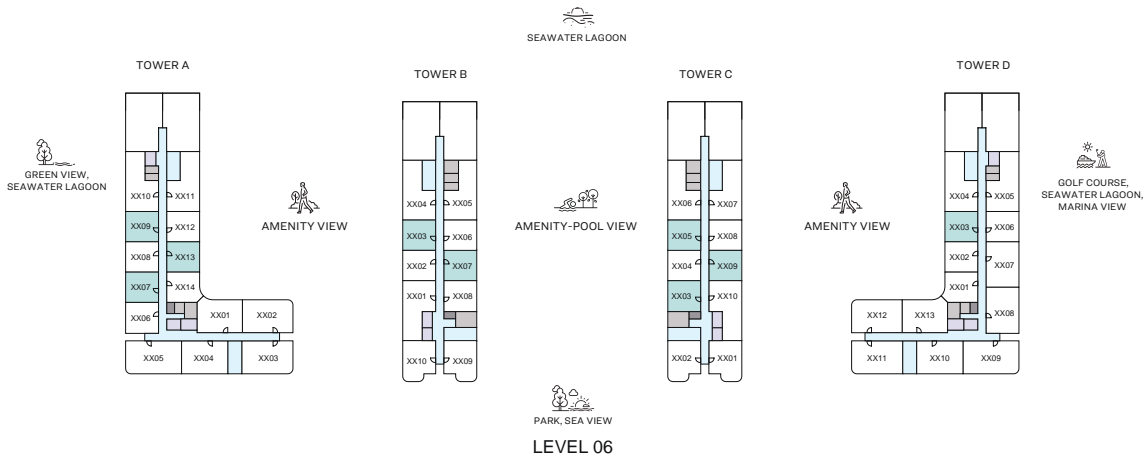 SEAWATER LAGOON
TOWER A
TOWER B
TOWER C
TOWER D
GREEN VIEW,
SEAWATER LAGOON
AMENITY VIEW
AMENITY-POOL VIEW
AMENITY VIEW
GOLF COURSE,
SEAWATER LAGOON,
MARINA VIEW
XX10 XX11
XX09 XX12
XX08 XX13
XX07 XX14
XX06 XX01 XX02
XX05 XX04 XX03
XX04 XX05
XX03 XX06
XX02 XX07
XX01 XX08
XX10 XX09
XX06 XX07
XX05 XX08
XX04 XX09
XX03 XX10
XX02 XX01
XX04 XX05
XX03 XX06
XX02 XX07
XX01
XX12 XX13 XX08
XX11 XX10 XX09
PARK, SEA VIEW
LEVEL 06